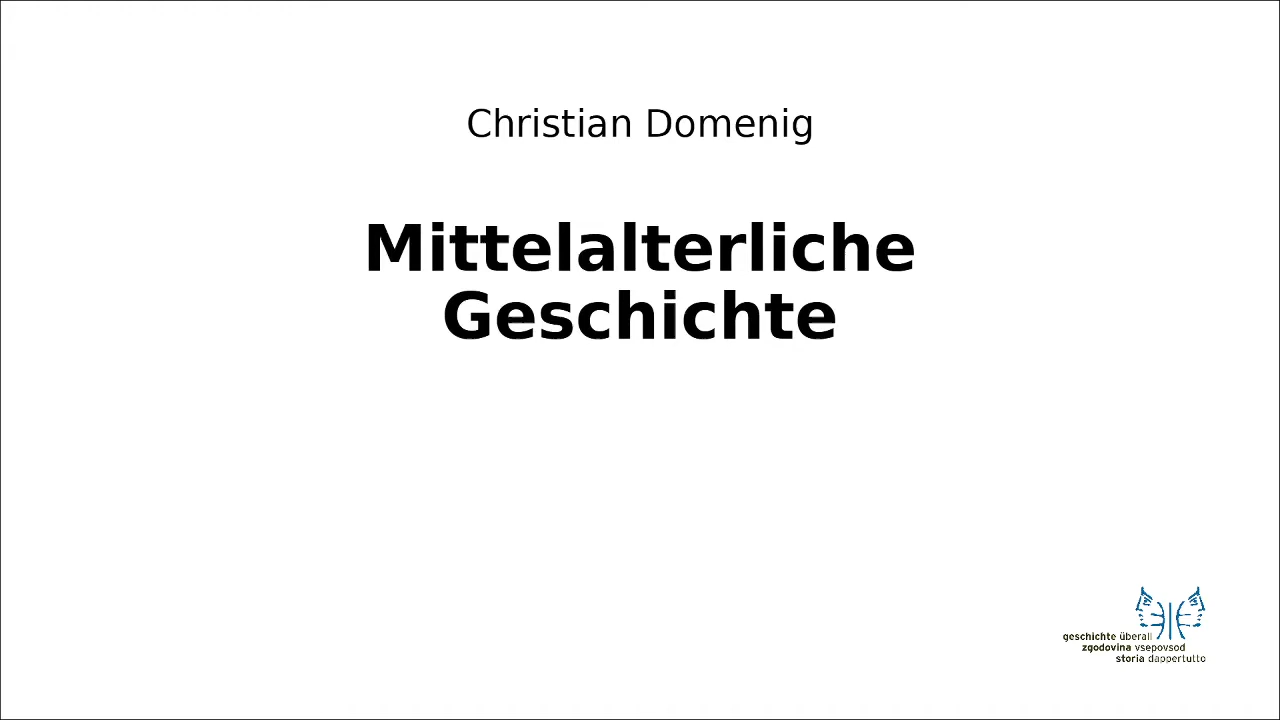 Christian Domenig
Mittelalterliche
Geschichte
geschichte überall
zgodovina vsepovsod
storia dappertutto